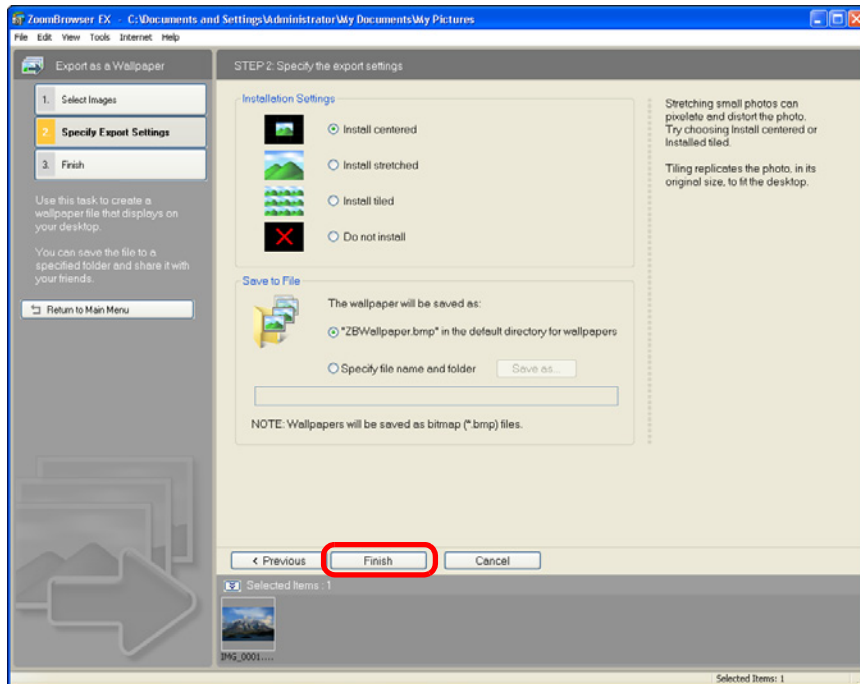 ZoomBrowser EX - C:\Documents and Settings\Administrator\My Documents\My Pictures
File Edit View Tools Internet Help
Export as a Wallpaper
1. Select Images
2. Specify Export Settings
3. Finish
Use this task to create a
wallpaper file that displays on
your desktop.
You can save the file to a
specified folder and share it with
your friends.
Return to Main Menu
STEP 2: Specify the export settings
Installation Settings
Install centered
Install stretched
Install tiled
Do not install
Save to File
The wallpaper will be saved as:
"ZBWallpaper.bmp" in the default directory for wallpapers
Specify file name and folder
Save as...
NOTE: Wallpapers will be saved as bitmap (*.bmp) files.
Stretching small photos can
pixelate and distort the photo.
Try choosing Install centered or
Installed tiled.
Tiling replicates the photo, in its
original size, to fit the desktop.
< Previous
Finish
Cancel
Selected Items : 1
IMG_0001....
Selected Items: 1